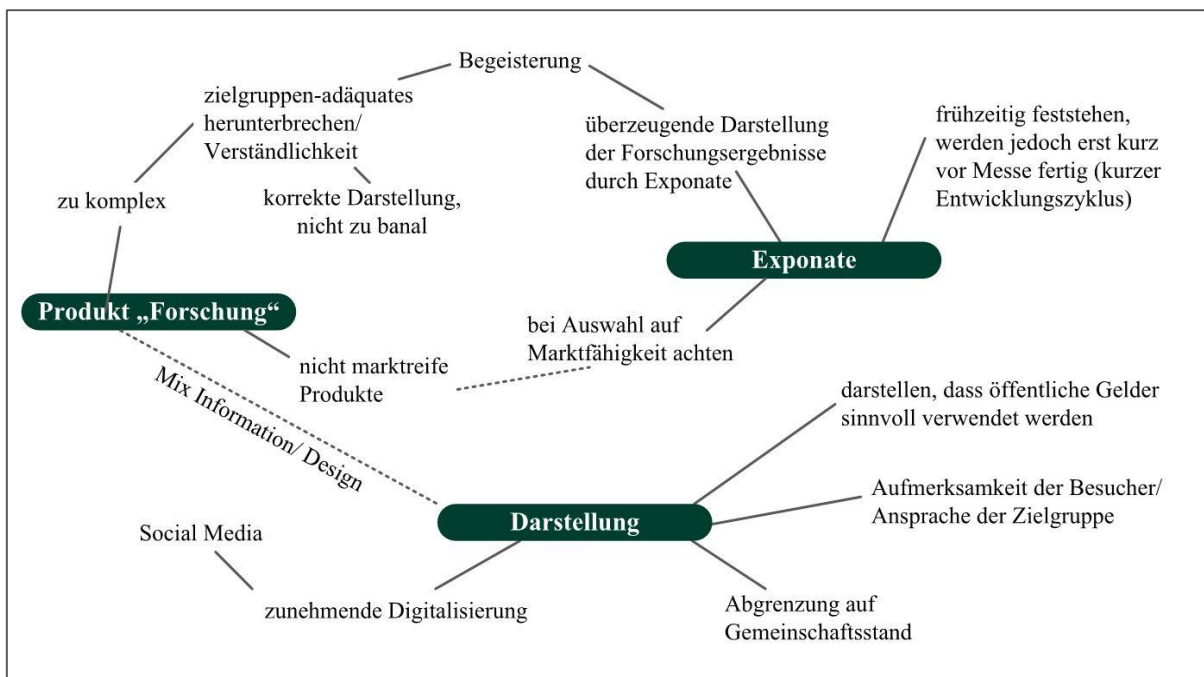 Begeisterung
zielgruppen-adäquates
herunterbrechen/
Verständlichkeit
überzeugende Darstellung
der Forschungsergebnisse
durch Exponate
frühzeitig feststehen,
werden jedoch erst kurz
vor Messe fertig (kurzer
Entwicklungszyklus)
zu komplex
korrekte Darstellung,
nicht zu banal
Exponate
Produkt „Forschung“
bei Auswahl auf
Marktfähigkeit achten
nicht marktreife
Produkte
Mix Information/ Design
darstellen, dass öffentliche Gelder
sinnvoll verwendet werden
Aufmerksamkeit der Besucher/
Ansprache der Zielgruppe
Darstellung
Social Media
zunehmende Digitalisierung
Abgrenzung auf
Gemeinschaftsstand